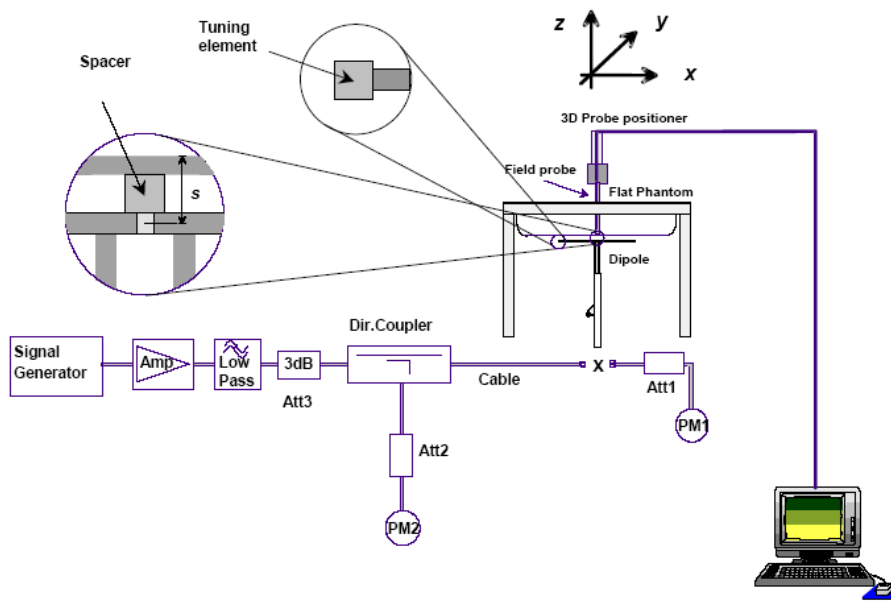 Tuning
element
Spacer
s
z
y
x
3D Probe positioner
Field probe
Flat Phantom
Dipole
Dir.Coupler
Signal
Generator
Amp
Low
Pass
3dB
Att3
Cable
X
Att1
PM1
Att2
PM2